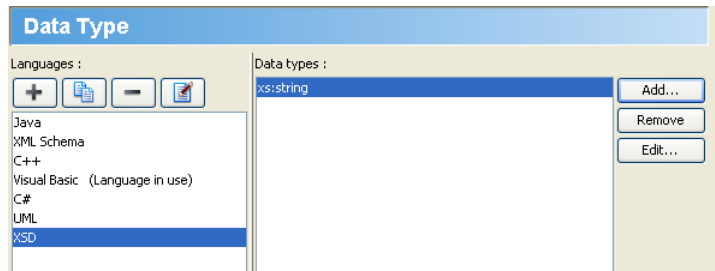 Data Type
Languages :
Data types :
xs:string
Add...
Remove
Edit...
Java
XML Schema
C++
Visual Basic (Language in use)
C#
UML
XSD